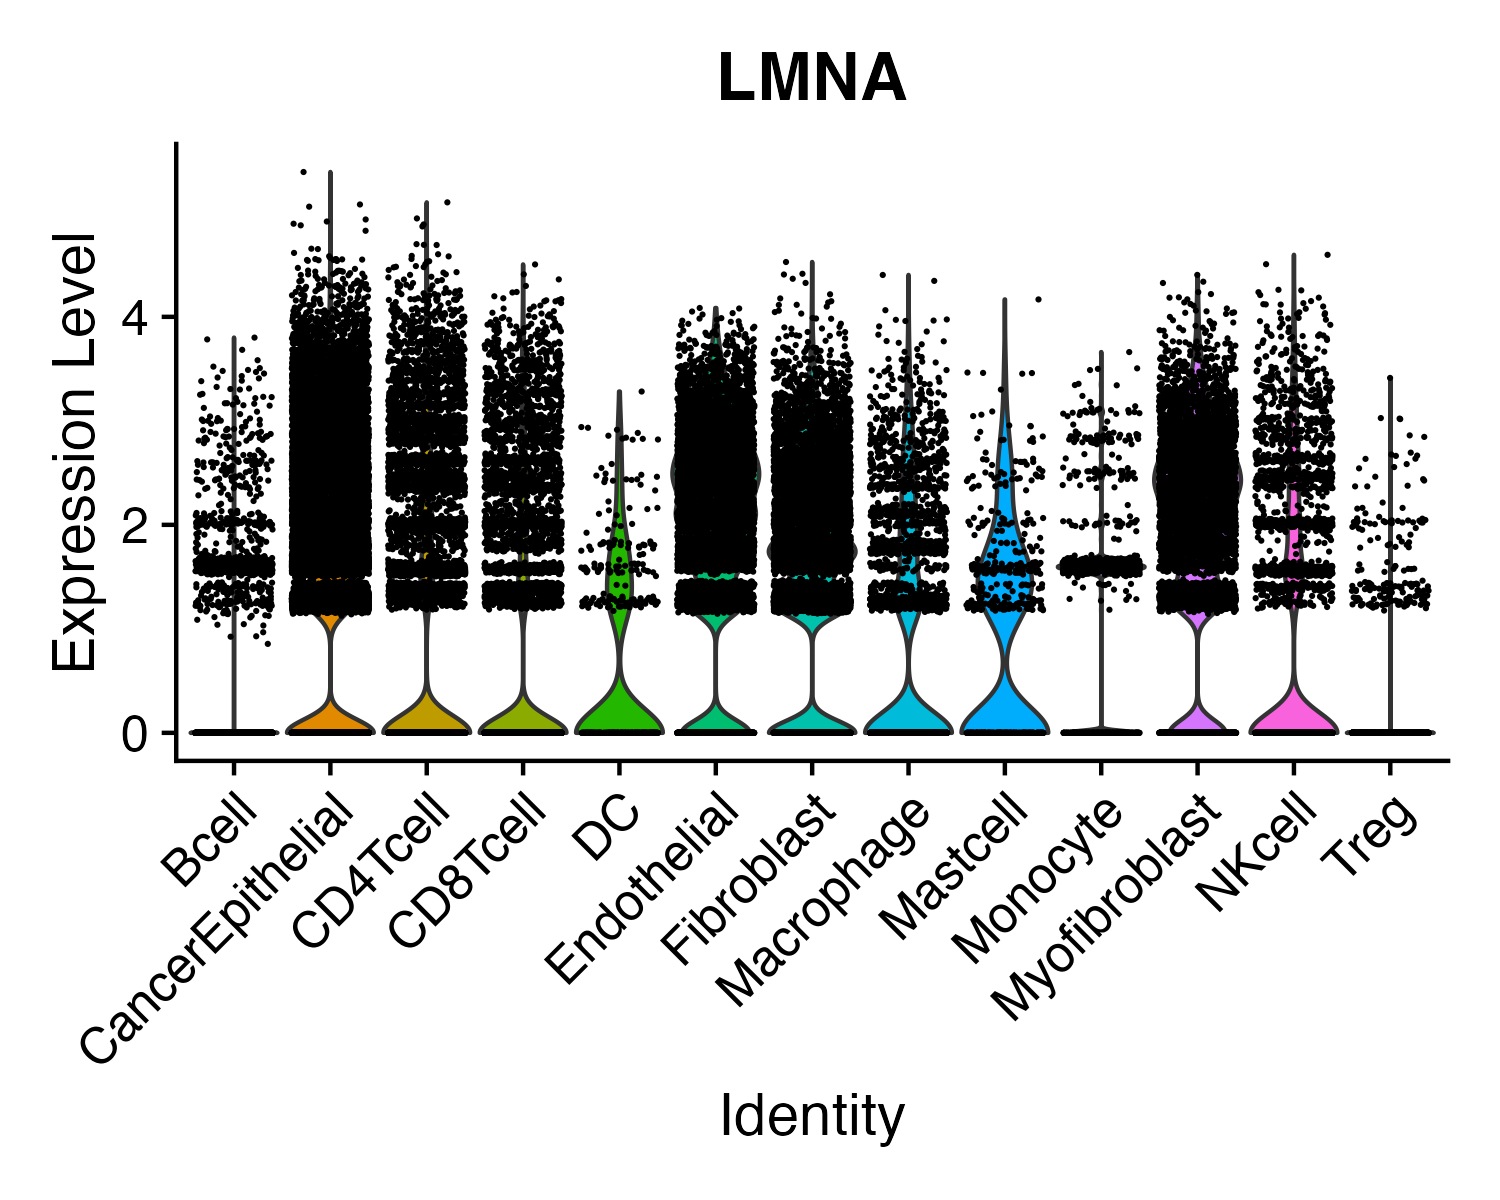 LMNA
Expression Level
4
2
0
Bcell
CancerEpithelial
CD4Tcell
CD8Tcell
DC
Endothelial
Fibroblast
Macrophage
Mastcell
Monocyte
Myofibroblast
NKcell
Treg
Identity